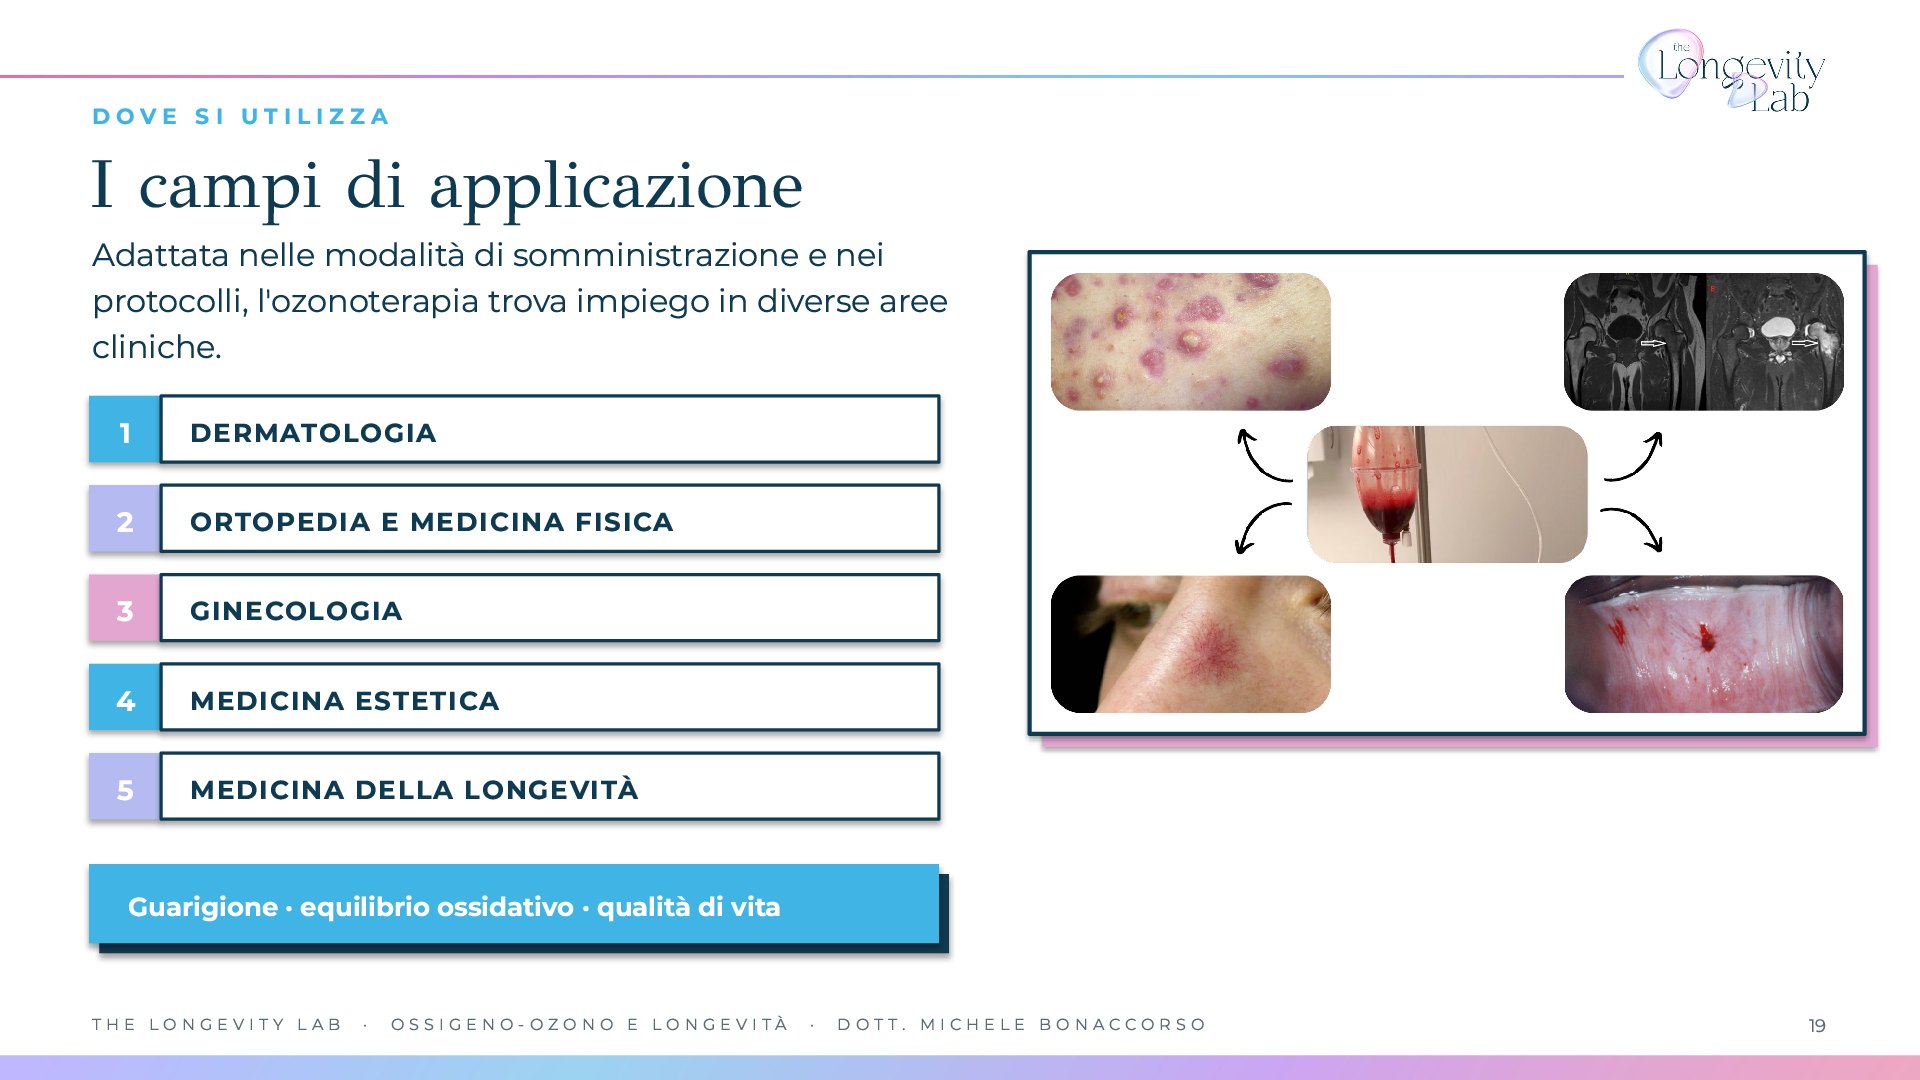 the
Longevity
Lab
DOVE SI UTILIZZA
I campi di applicazione
Adattata nelle modalità di somministrazione e nei
protocolli, l'ozonoterapia trova impiego in diverse aree
cliniche.
1 DERMATOLOGIA
2 ORTOPEDIA E MEDICINA FISICA
3 GINECOLOGIA
4 MEDICINA ESTETICA
5 MEDICINA DELLA LONGEVITÀ
Guarigione · equilibrio ossidativo · qualità di vita
B
THE LONGEVITY LAB · OSSIGENO-OZONO E LONGEVITÀ · DOTT. MICHELE BONACCORSO
19